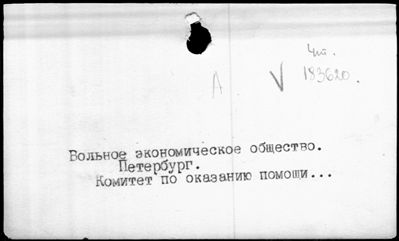 Чит.
A V 183620.
Вольное экономическое общество.
Петербург.
Комитет по оказанию помощи...